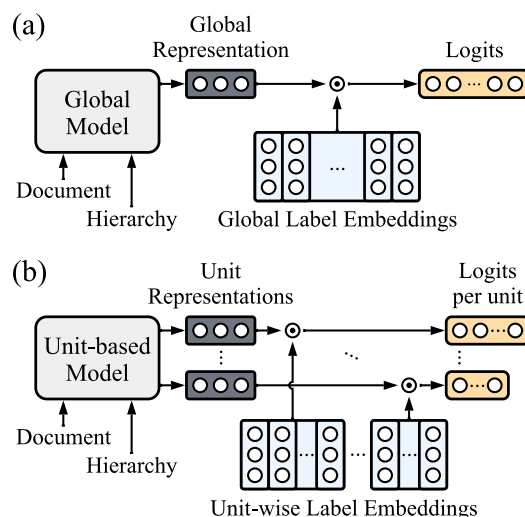 (a)
Global
Representation
Logits
Global
Model
...
...
Document
Hierarchy
Global Label Embeddings
(b)
Unit
Representations
Logits
per unit
Unit-based
Model
...
...
...
...
...
...
Document
Hierarchy
...
...
...
Unit-wise Label Embeddings